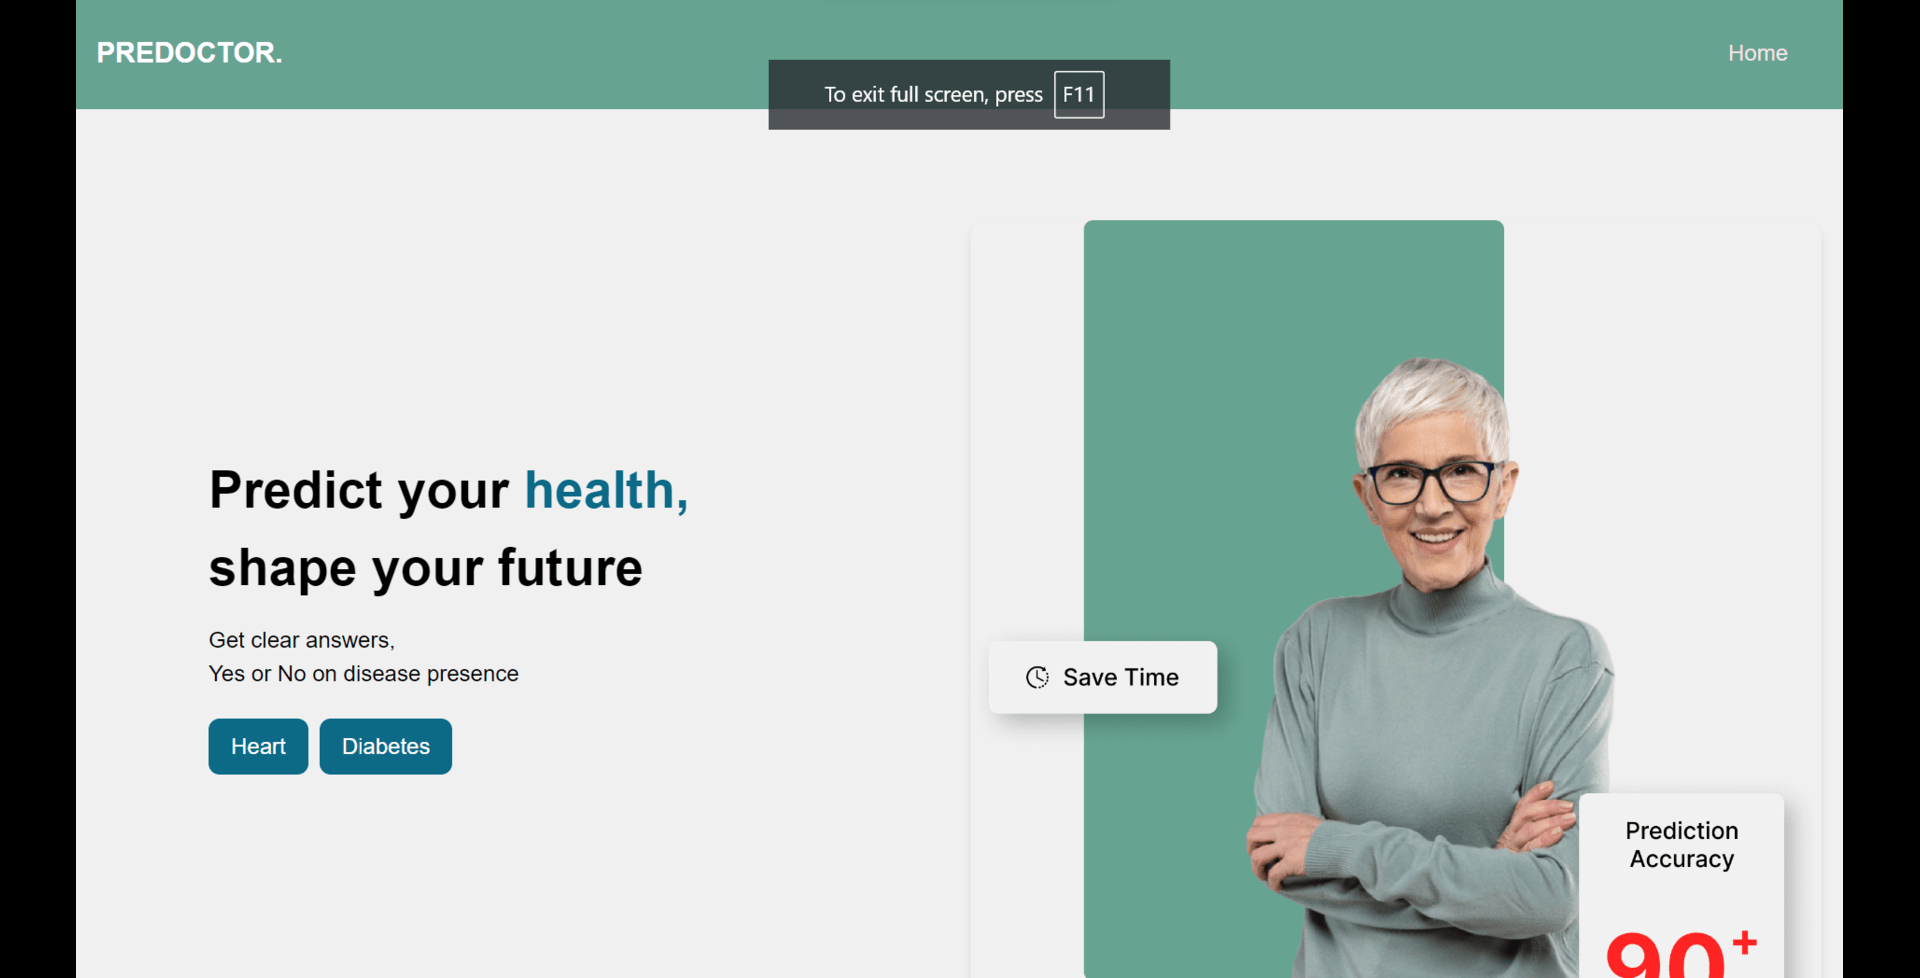 PREDOCTOR.
Home
To exit full screen, press F11
Predict your health,
shape your future
Get clear answers,
Yes or No on disease presence
Heart
Diabetes
Save Time
Prediction
Accuracy
90+